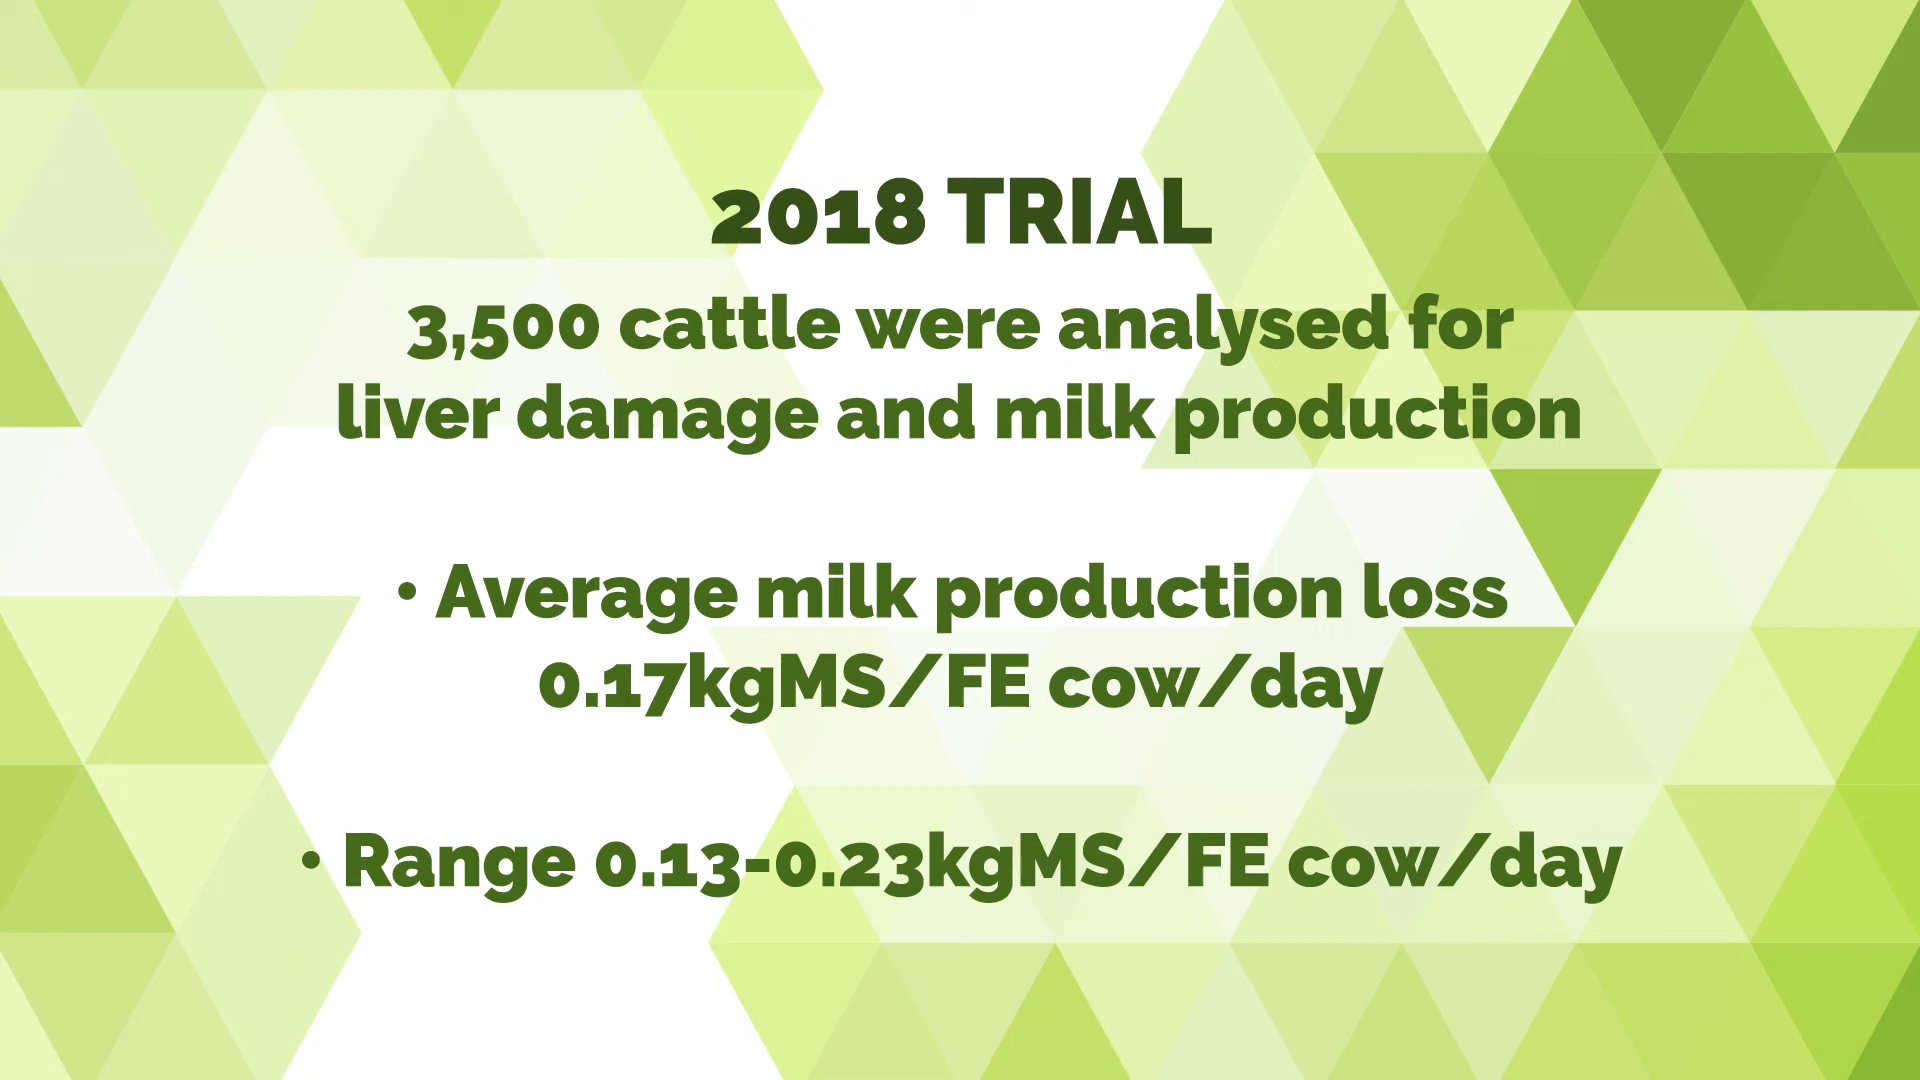 2018 TRIAL
3,500 cattle were analysed for
liver damage and milk production
• Average milk production loss
0.17kgMS/FE cow/day
• Range 0.13-0.23kgMS/FE cow/day